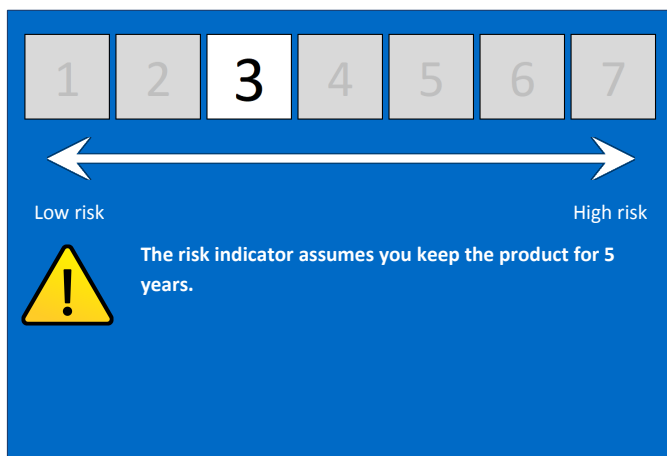 1 2 3 4 5 6 7
Low risk High risk
The risk indicator assumes you keep the product for 5
years.